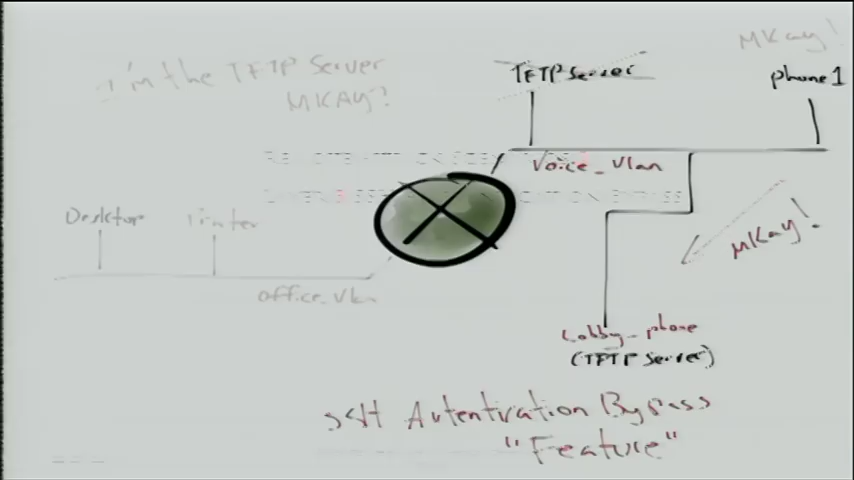 I'm the TFTP Server
MKAY?
TFTP Server
MKay!
phone1
Voice_Vlan
Desktop
Printer
office_vlan
MKay!
Lobby_phone
(TFTP Server)
SSH Autentication Bypass
"Feature"